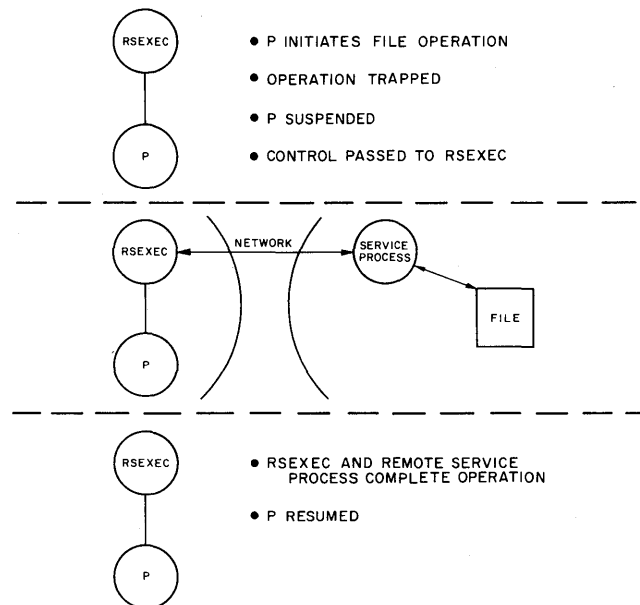 RSEXEC
● P INITIATES FILE OPERATION
● OPERATION TRAPPED
● P SUSPENDED
P
● CONTROL PASSED TO RSEXEC
RSEXEC
NETWORK
SERVICE
PROCESS
FILE
P
RSEXEC
● RSEXEC AND REMOTE SERVICE
PROCESS COMPLETE OPERATION
● P RESUMED
P